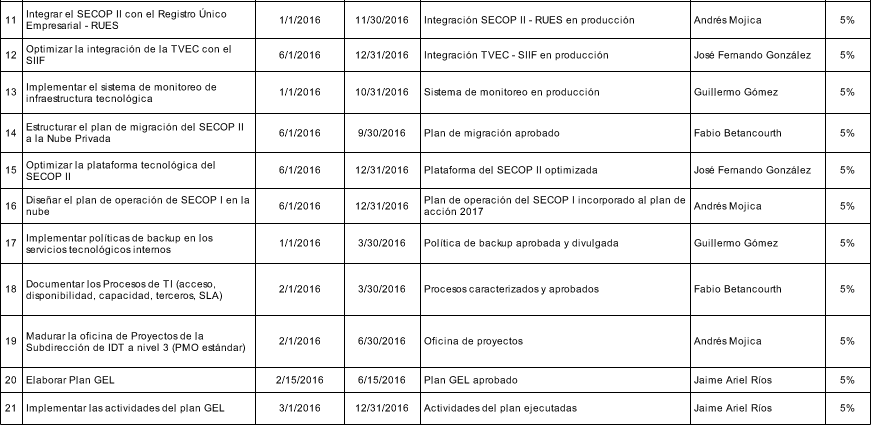 11 Integrar el SECOP II con el Registro Único Empresarial - RUES 1/1/2016 11/30/2016 Integración SECOP II - RUES en producción Andrés Mojica 5%
12 Optimizar la integración de la TVEC con el SIIF 6/1/2016 12/31/2016 Integración TVEC - SIIF en producción José Fernando González 5%
13 Implementar el sistema de monitoreo de infraestructura tecnológica 1/1/2016 10/31/2016 Sistema de monitoreo en producción Guillermo Gómez 5%
14 Estructurar el plan de migración del SECOP II a la Nube Privada 6/1/2016 9/30/2016 Plan de migración aprobado Fabio Betancourth 5%
15 Optimizar la plataforma tecnológica del SECOP II 6/1/2016 12/31/2016 Plataforma del SECOP II optimizada José Fernando González 5%
16 Diseñar el plan de operación de SECOP I en la nube 6/1/2016 12/31/2016 Plan de operación del SECOP I incorporado al plan de acción 2017 Andrés Mojica 5%
17 Implementar políticas de backup en los servicios tecnológicos internos 1/1/2016 3/30/2016 Política de backup aprobada y divulgada Guillermo Gómez 5%
18 Documentar los Procesos de TI (acceso, disponibilidad, capacidad, terceros, SLA) 2/1/2016 3/30/2016 Procesos caracterizados y aprobados Fabio Betancourth 5%
19 Madurar la oficina de Proyectos de la Subdirección de IDT a nivel 3 (PMO estándar) 2/1/2016 6/30/2016 Oficina de proyectos Andrés Mojica 5%
20 Elaborar Plan GEL 2/15/2016 6/15/2016 Plan GEL aprobado Jaime Ariel Ríos 5%
21 Implementar las actividades del plan GEL 3/1/2016 12/31/2016 Actividades del plan ejecutadas Jaime Ariel Ríos 5%